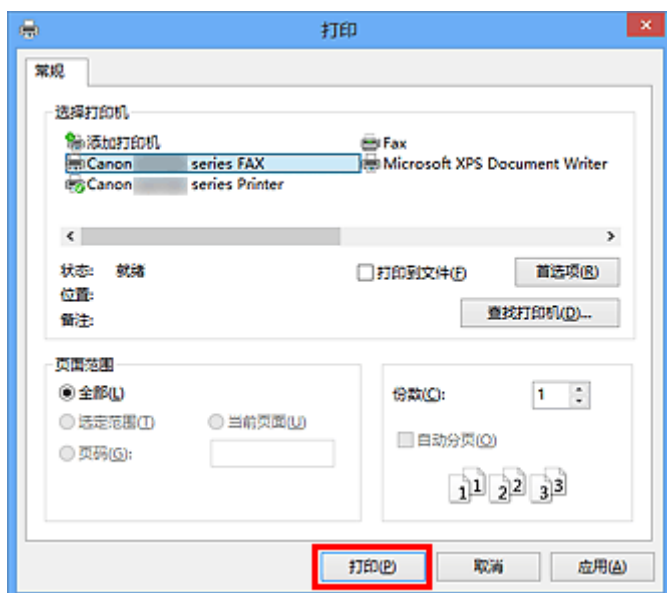 打印
常规
选择打印机
添加打印机
Fax
Canon series FAX
Microsoft XPS Document Writer
Canon series Printer
状态: 就绪
打印到文件(F)
首选项(R)
位置:
备注:
查找打印机(D)...
页面范围
全部(L)
选定范围(T)
当前页面(U)
页码(G):
份数(C): 1
自动分页(O)
1 1 2 2 3 3
打印(P)
取消
应用(A)